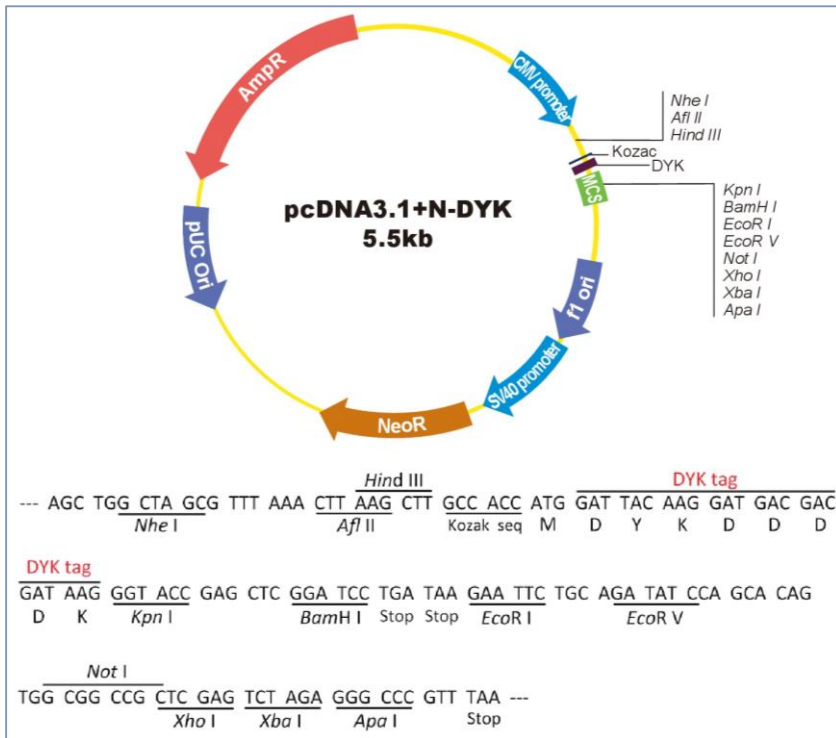 AmpR
CMV promoter
Nhe I
Afl II
Hind III
Kozac
DYK
MCS
Kpn I
BamH I
EcoR I
EcoR V
Not I
Xho I
Xba I
Apa I
pcDNA3.1+N-DYK
5.5kb
pUC Ori
f1 ori
SV40 promoter
NeoR
Hind III DYK tag
--- AGC TGG CTA GCG TTT AAA CTT AAG CTT GCC ACC ATG GAT TAC AAG GAT GAC GAC
Nhe I Afl II Kozak seq M D Y K D D D
DYK tag
GAT AAG GGT ACC GAG CTC GGA TCC TGA TAA GAA TTC TGC AGA TAT CCA GCA CAG
D K Kpn I BamH I Stop Stop EcoR I EcoR V
Not I
TGG CGG CCG CTC GAG TCT AGA GGG CCC GTT TAA ---
Xho I Xba I Apa I Stop